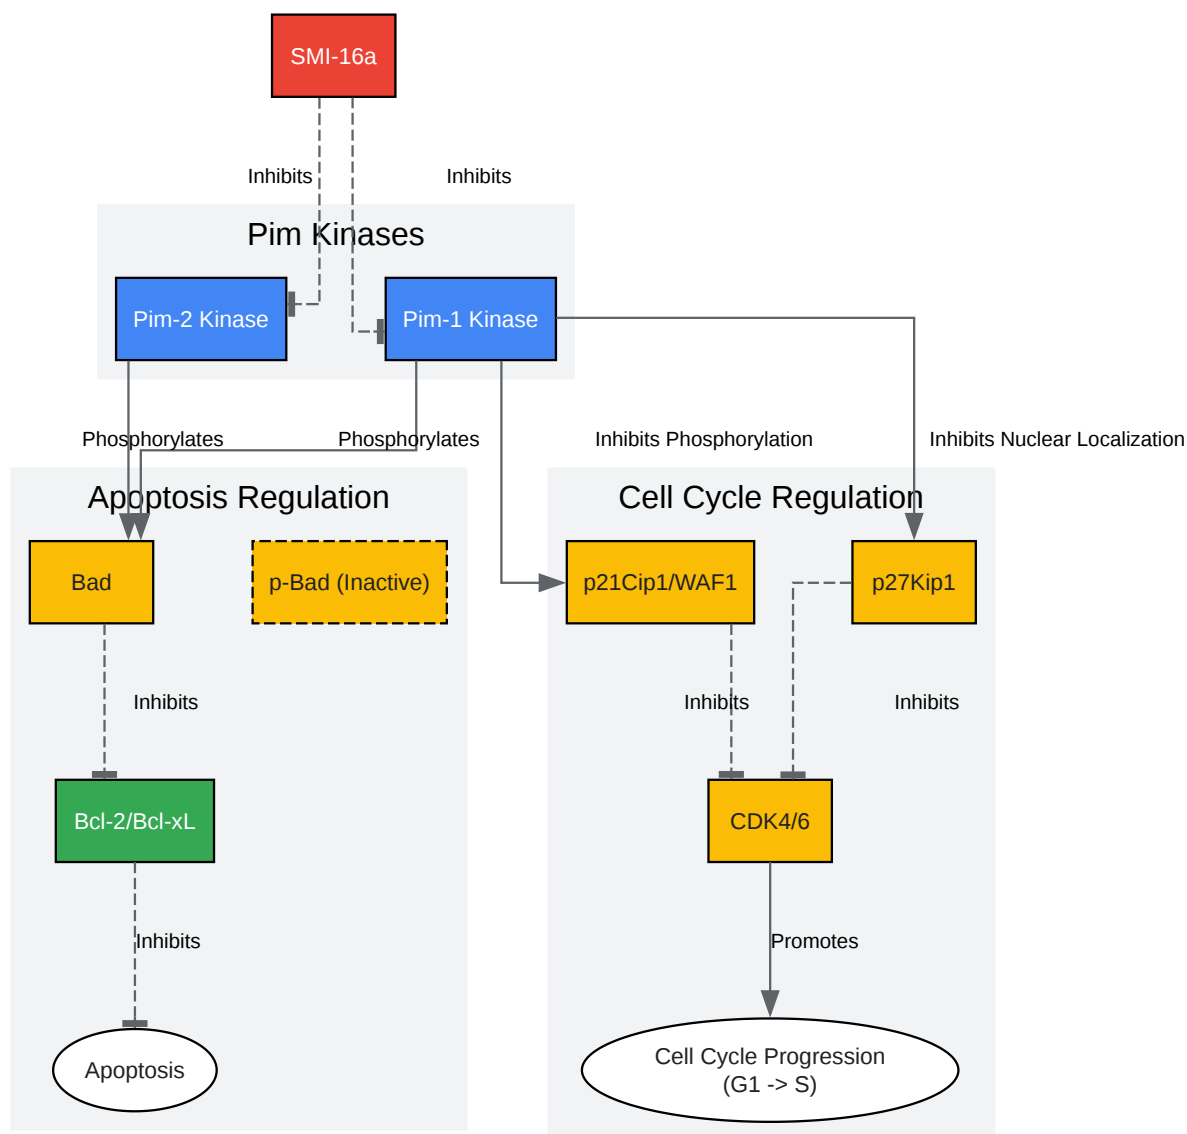 SMI-16a
Inhibits
Inhibits
Pim Kinases
Pim-2 Kinase
Pim-1 Kinase
Phosphorylates
Phosphorylates
Inhibits Phosphorylation
Inhibits Nuclear Localization
Apoptosis Regulation
Cell Cycle Regulation
Bad
p-Bad (Inactive)
p21Cip1/WAF1
p27Kip1
Inhibits
Inhibits
Inhibits
Bcl-2/Bcl-xL
CDK4/6
Inhibits
Promotes
Apoptosis
Cell Cycle Progression
(G1 -> S)